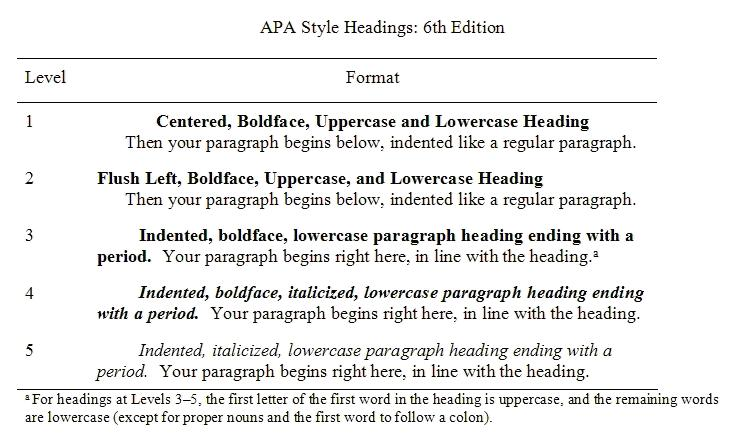 APA Style Headings: 6th Edition
Level Format
1 Centered, Boldface, Uppercase and Lowercase Heading
Then your paragraph begins below, indented like a regular paragraph.
2 Flush Left, Boldface, Uppercase, and Lowercase Heading
Then your paragraph begins below, indented like a regular paragraph.
3 Indented, boldface, lowercase paragraph heading ending with a
period. Your paragraph begins right here, in line with the heading.ᵃ
4 Indented, boldface, italicized, lowercase paragraph heading ending
with a period. Your paragraph begins right here, in line with the heading.
5 Indented, italicized, lowercase paragraph heading ending with a
period. Your paragraph begins right here, in line with the heading.
ᵃ For headings at Levels 3–5, the first letter of the first word in the heading is uppercase, and the remaining words
are lowercase (except for proper nouns and the first word to follow a colon).